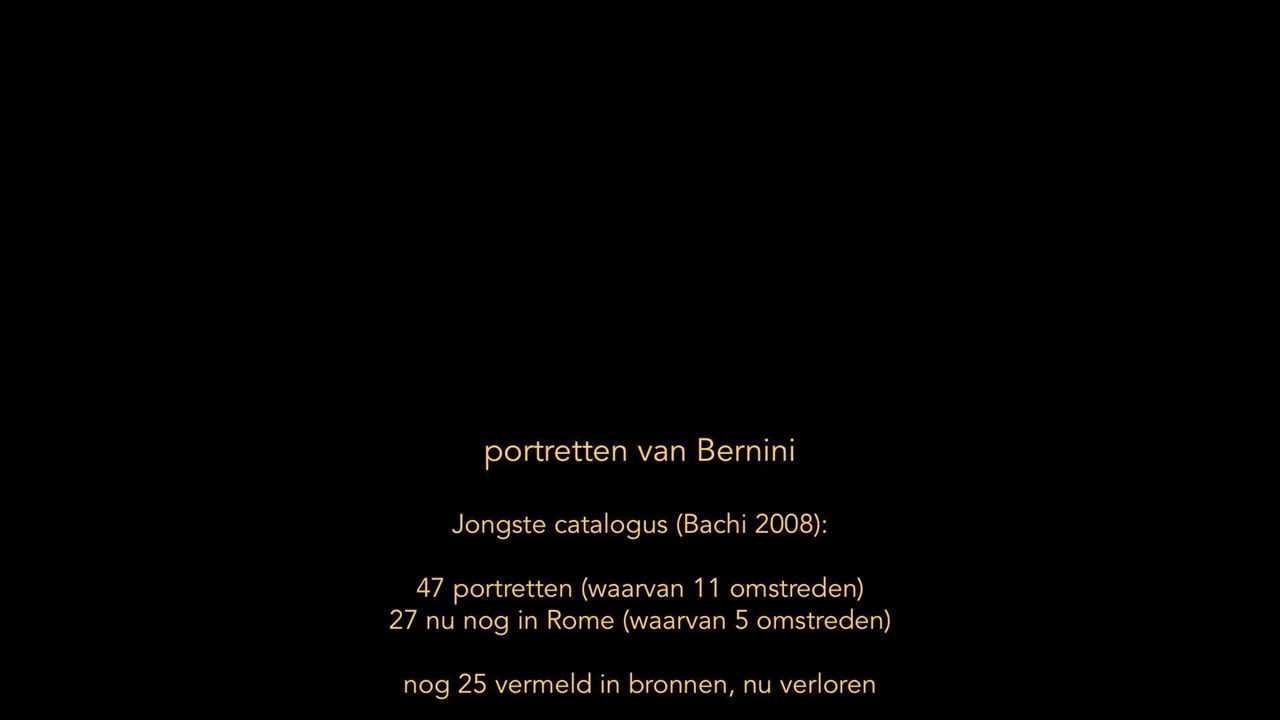 portretten van Bernini
Jongste catalogus (Bachi 2008):
47 portretten (waarvan 11 omstreden)
27 nu nog in Rome (waarvan 5 omstreden)
nog 25 vermeld in bronnen, nu verloren